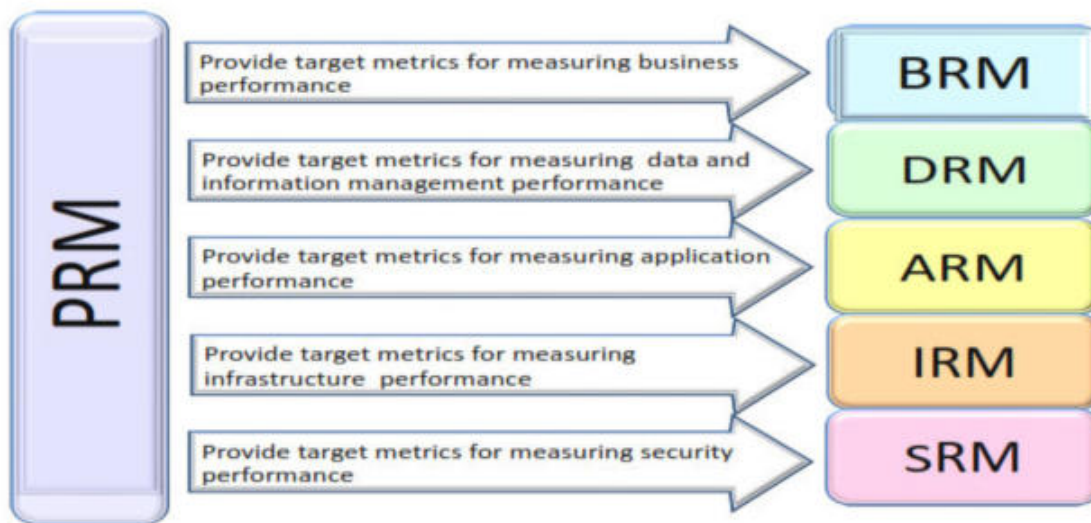 PRM
Provide target metrics for measuring business
performance
BRM
Provide target metrics for measuring data and
information management performance
DRM
Provide target metrics for measuring application
performance
ARM
Provide target metrics for measuring
infrastructure performance
IRM
Provide target metrics for measuring security
performance
sRM